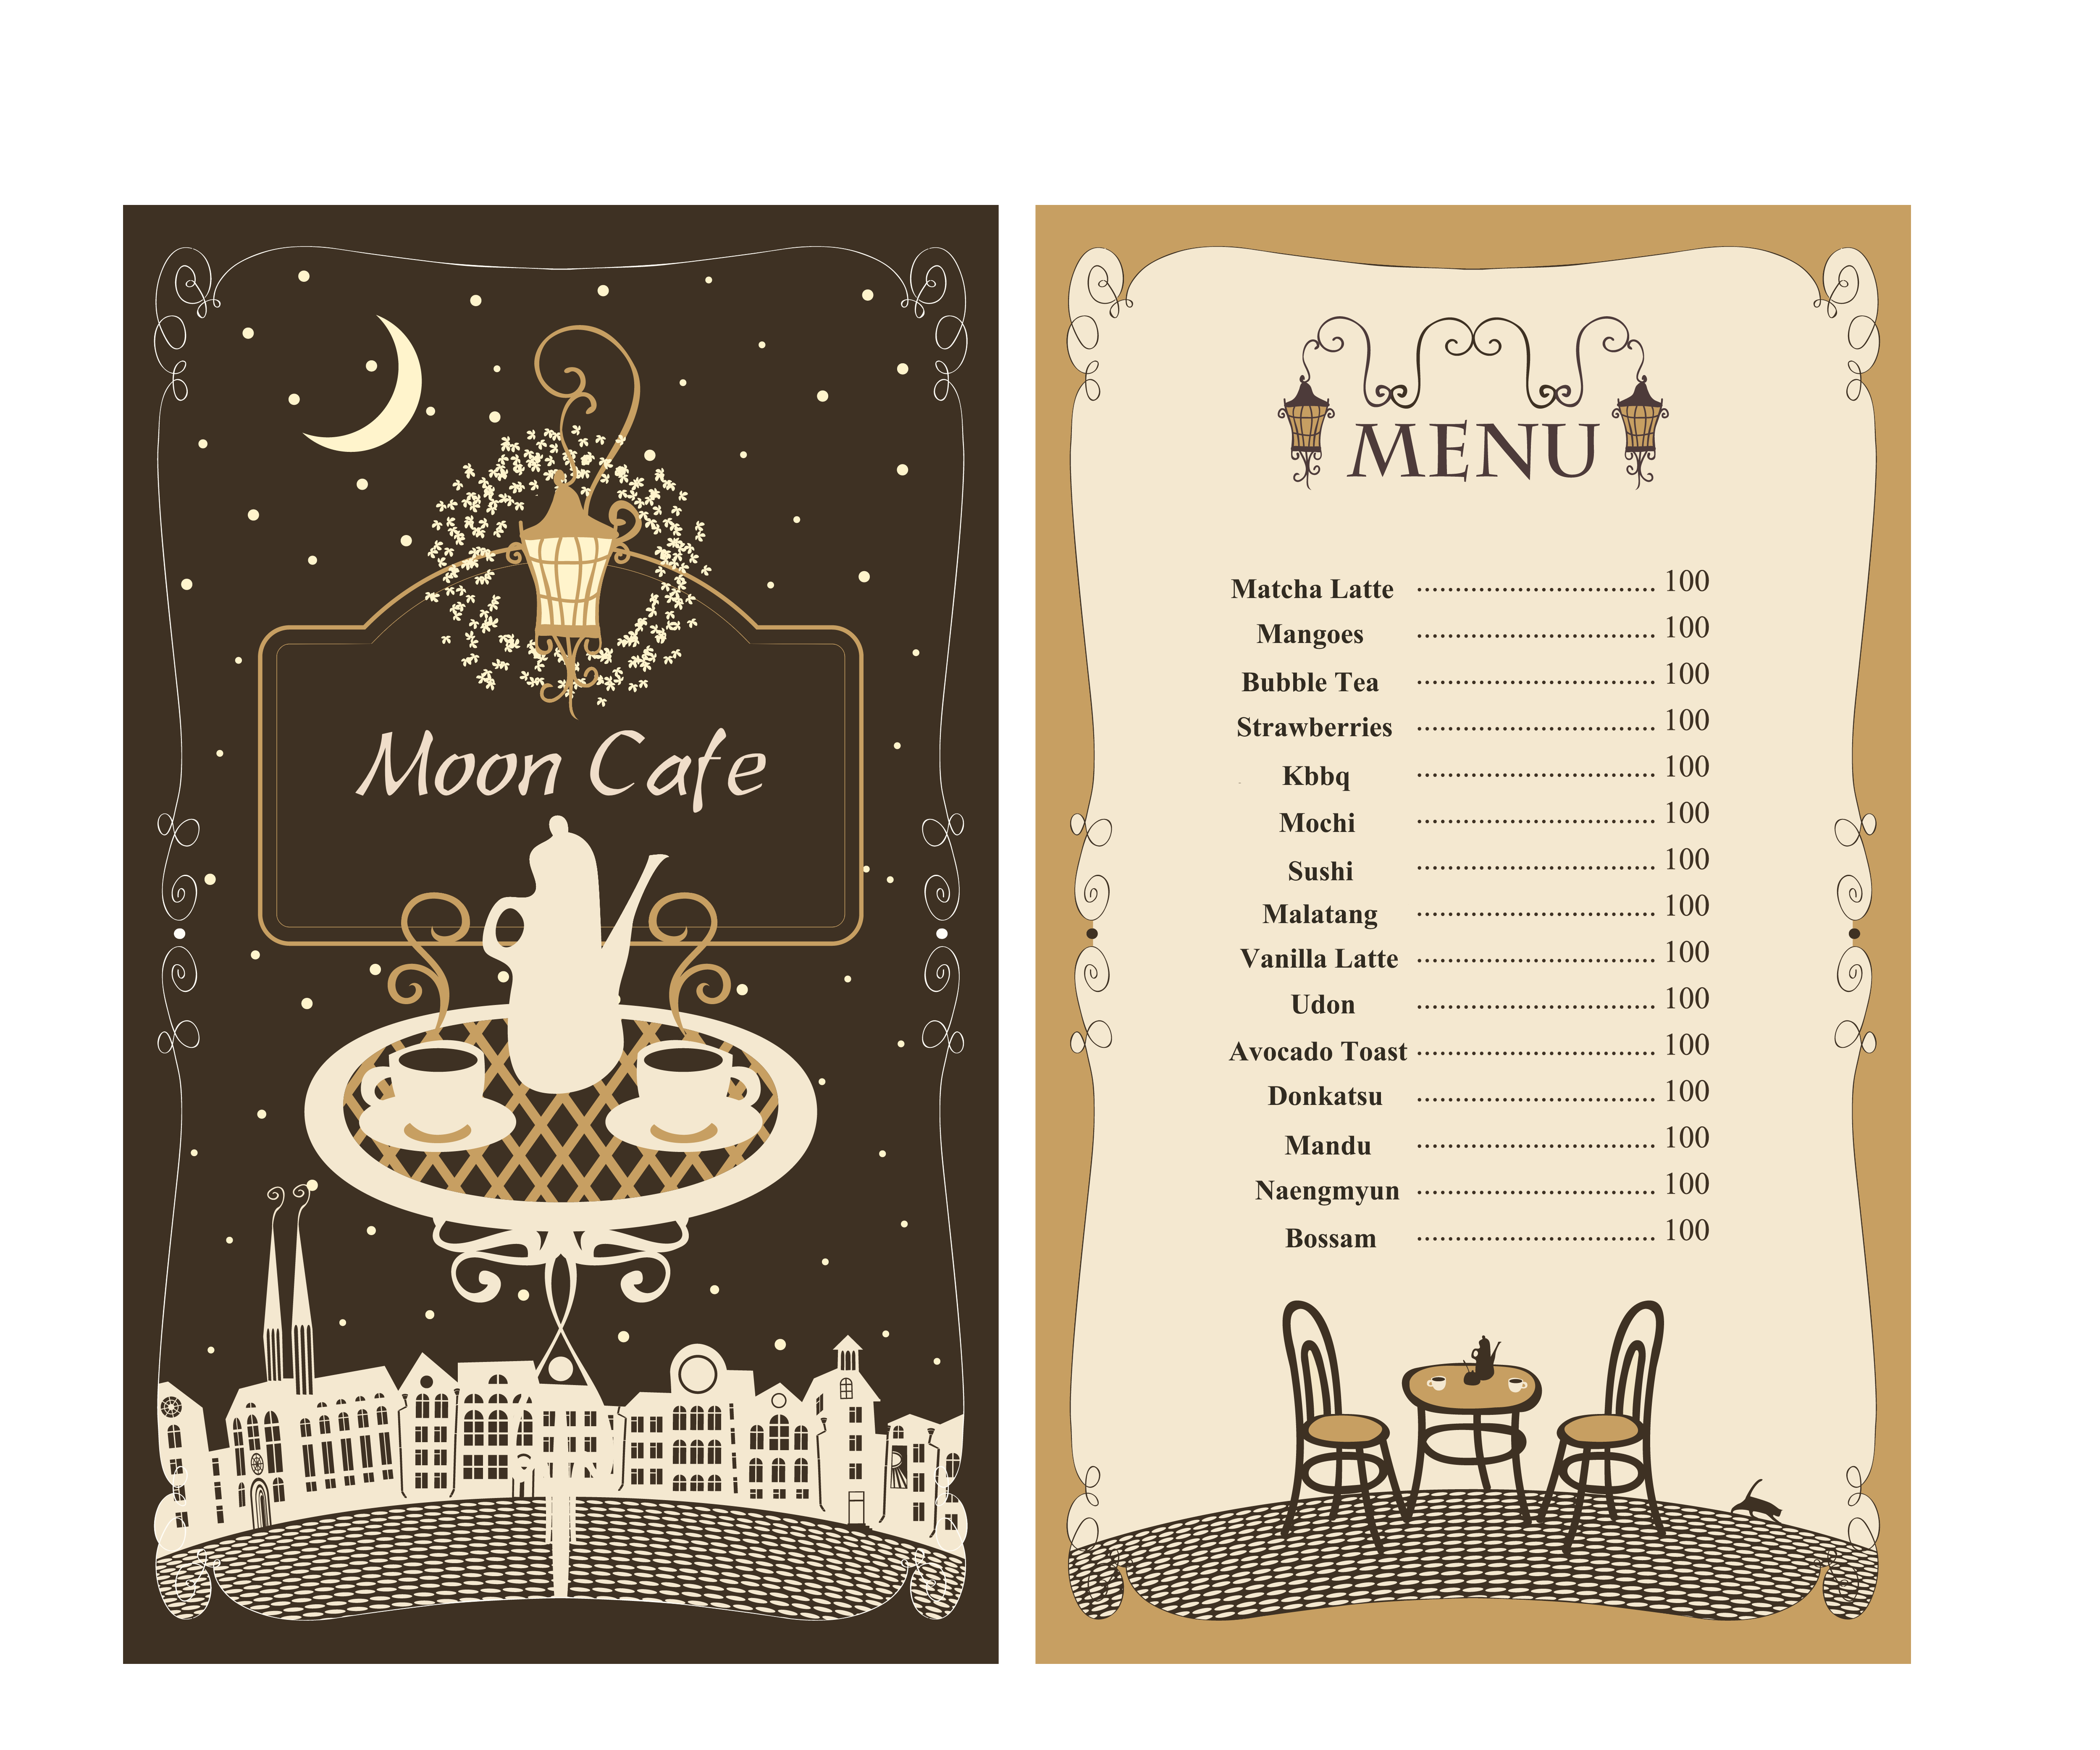 Moon Cafe
MENU
Matcha Latte ............................... 100
Mangoes ............................... 100
Bubble Tea ............................... 100
Strawberries ............................... 100
Kbbq ............................... 100
Mochi ............................... 100
Sushi ............................... 100
Malatang ............................... 100
Vanilla Latte ............................... 100
Udon ............................... 100
Avocado Toast ............................... 100
Donkatsu ............................... 100
Mandu ............................... 100
Naengmyun ............................... 100
Bossam ............................... 100